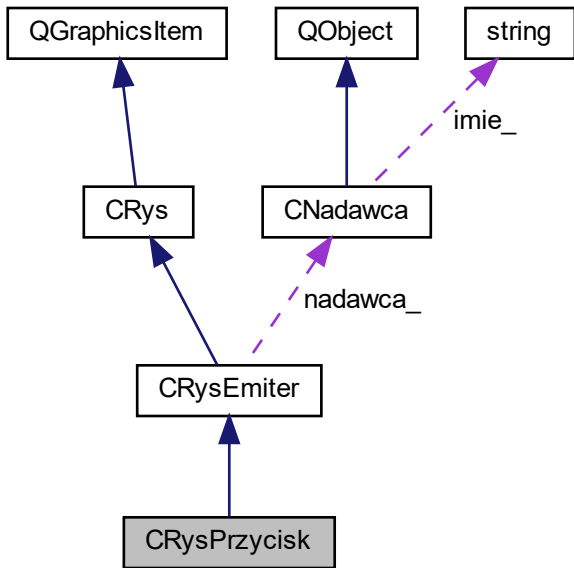 QGraphicsItem
QObject
string
imie_
CRys
CNadawca
nadawca_
CRysEmiter
CRysPrzycisk